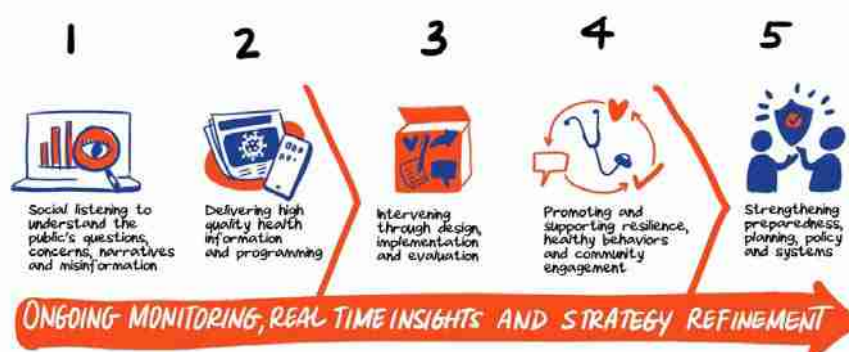 1
2
3
4
5
Social listening to
understand the
public's questions,
concerns, narratives
and misinformation
Delivering high
quality health
information
and programming
Intervening
through design,
implementation
and evaluation
Promoting and
supporting resilience,
healthy behaviors
and community
engagement
Strengthening
preparedness,
planning, policy
and systems
ONGOING MONITORING, REAL TIME INSIGHTS AND STRATEGY REFINEMENT